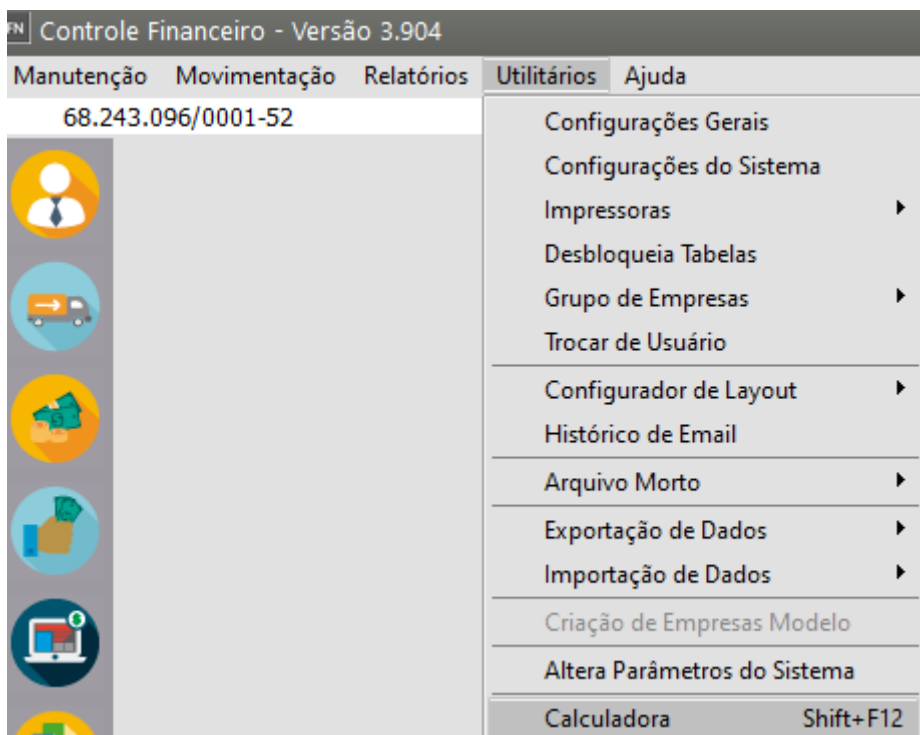 FN Controle Financeiro - Versão 3.904
Manutenção Movimentação Relatórios Utilitários Ajuda
68.243.096/0001-52
Configurações Gerais
Configurações do Sistema
Impressoras
Desbloqueia Tabelas
Grupo de Empresas
Trocar de Usuário
Configurador de Layout
Histórico de Email
Arquivo Morto
Exportação de Dados
Importação de Dados
Criação de Empresas Modelo
Altera Parâmetros do Sistema
Calculadora Shift+F12